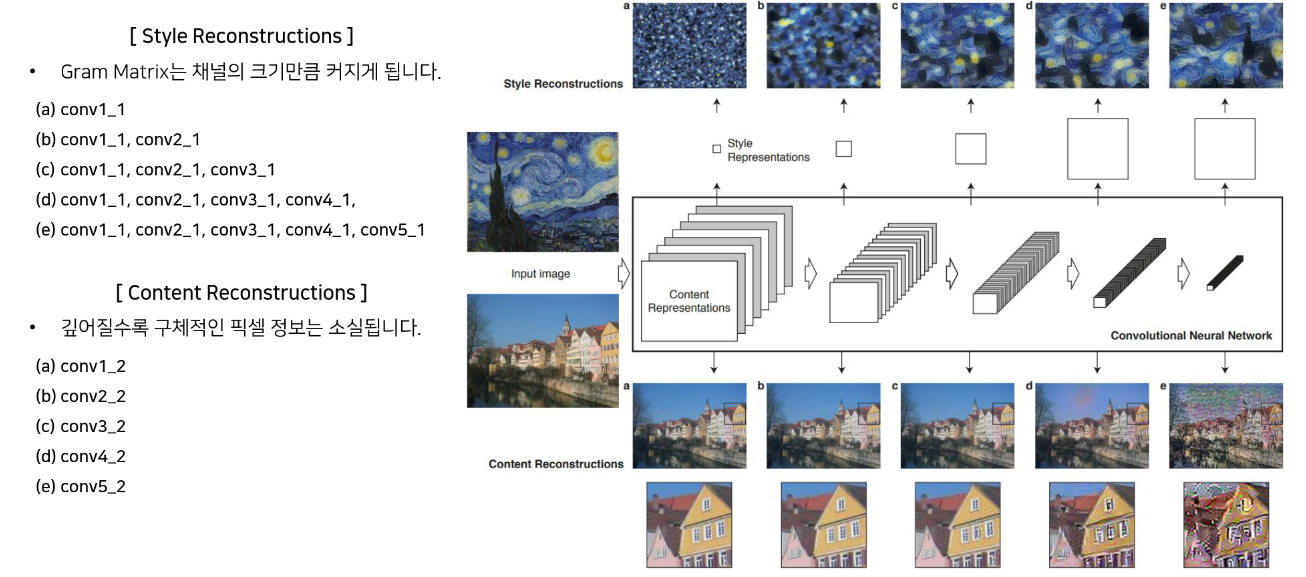 [ Style Reconstructions ]
• Gram Matrix는 채널의 크기만큼 커지게 됩니다.
(a) conv1_1
(b) conv1_1, conv2_1
(c) conv1_1, conv2_1, conv3_1
(d) conv1_1, conv2_1, conv3_1, conv4_1,
(e) conv1_1, conv2_1, conv3_1, conv4_1, conv5_1
[ Content Reconstructions ]
• 깊어질수록 구체적인 픽셀 정보는 소실됩니다.
(a) conv1_2
(b) conv2_2
(c) conv3_2
(d) conv4_2
(e) conv5_2
a b c d e
Style Reconstructions
Style
Representations
Input image
Content
Representations
Convolutional Neural Network
a b c d e
Content Reconstructions